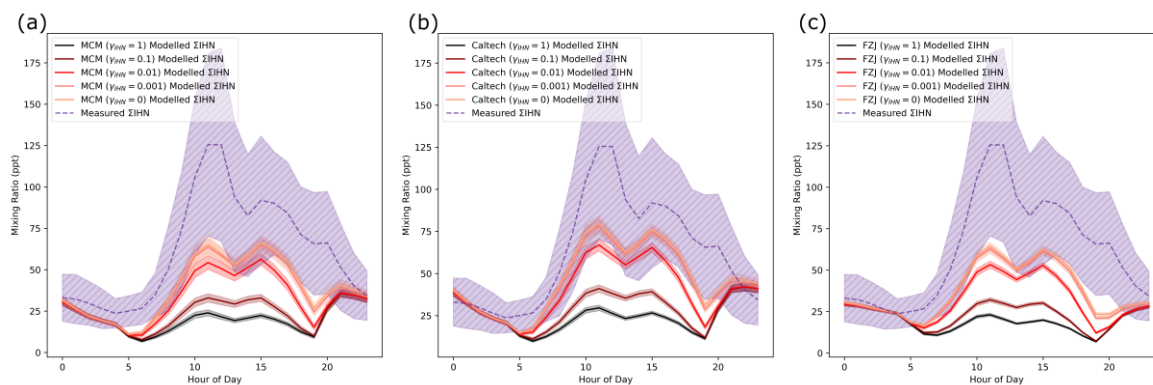 (a)
MCM (γIHN = 1) Modelled ΣIHN
MCM (γIHN = 0.1) Modelled ΣIHN
MCM (γIHN = 0.01) Modelled ΣIHN
MCM (γIHN = 0.001) Modelled ΣIHN
MCM (γIHN = 0) Modelled ΣIHN
Measured ΣIHN
Mixing Ratio (ppt)
175
150
125
100
75
50
25
0
0 5 10 15 20
Hour of Day
(b)
Caltech (γIHN = 1) Modelled ΣIHN
Caltech (γIHN = 0.1) Modelled ΣIHN
Caltech (γIHN = 0.01) Modelled ΣIHN
Caltech (γIHN = 0.001) Modelled ΣIHN
Caltech (γIHN = 0) Modelled ΣIHN
Measured ΣIHN
Mixing Ratio (ppt)
175
150
125
100
75
50
25
0 5 10 15 20
Hour of Day
(c)
FZJ (γIHN = 1) Modelled ΣIHN
FZJ (γIHN = 0.1) Modelled ΣIHN
FZJ (γIHN = 0.01) Modelled ΣIHN
FZJ (γIHN = 0.001) Modelled ΣIHN
FZJ (γIHN = 0) Modelled ΣIHN
Measured ΣIHN
Mixing Ratio (ppt)
175
150
125
100
75
50
25
0
0 5 10 15 20
Hour of Day